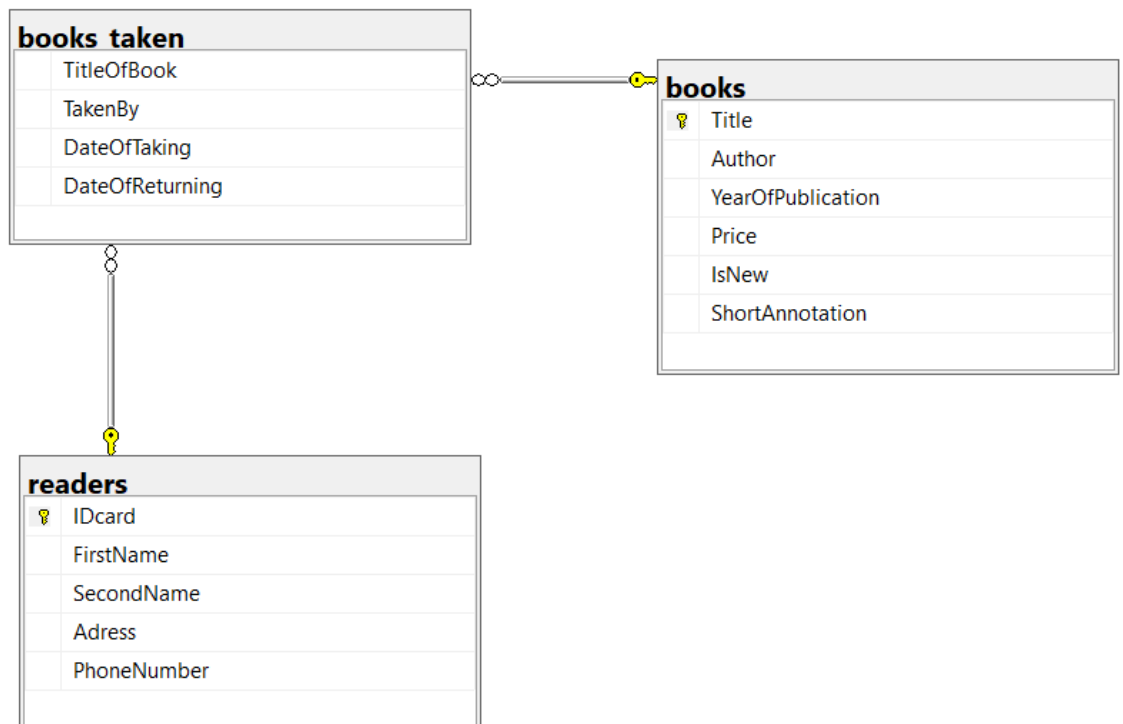 books_taken
TitleOfBook
TakenBy
DateOfTaking
DateOfReturning
books
Title
Author
YearOfPublication
Price
IsNew
ShortAnnotation
readers
IDcard
FirstName
SecondName
Adress
PhoneNumber